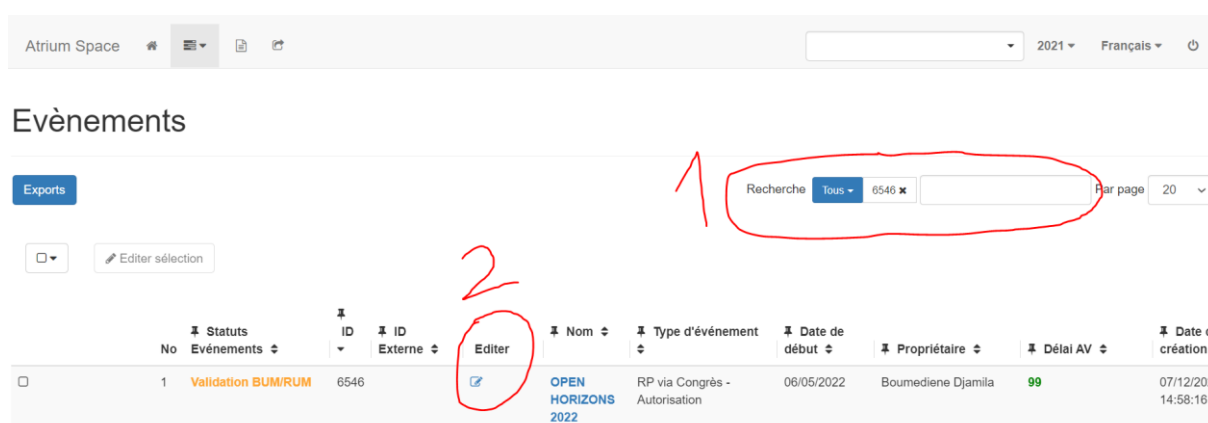 Atrium Space 2021 Français
Evènements
1
Exports Recherche Tous 6546 Par page 20
Editer sélection
2
No Statuts Evénements ID ID Externe Editer Nom Type d'événement Date de début Propriétaire Délai AV Date création
1 Validation BUM/RUM 6546 OPEN RP via Congrès - 06/05/2022 Boumediene Djamila 99 07/12/20
HORIZONS Autorisation 14:58:16
2022